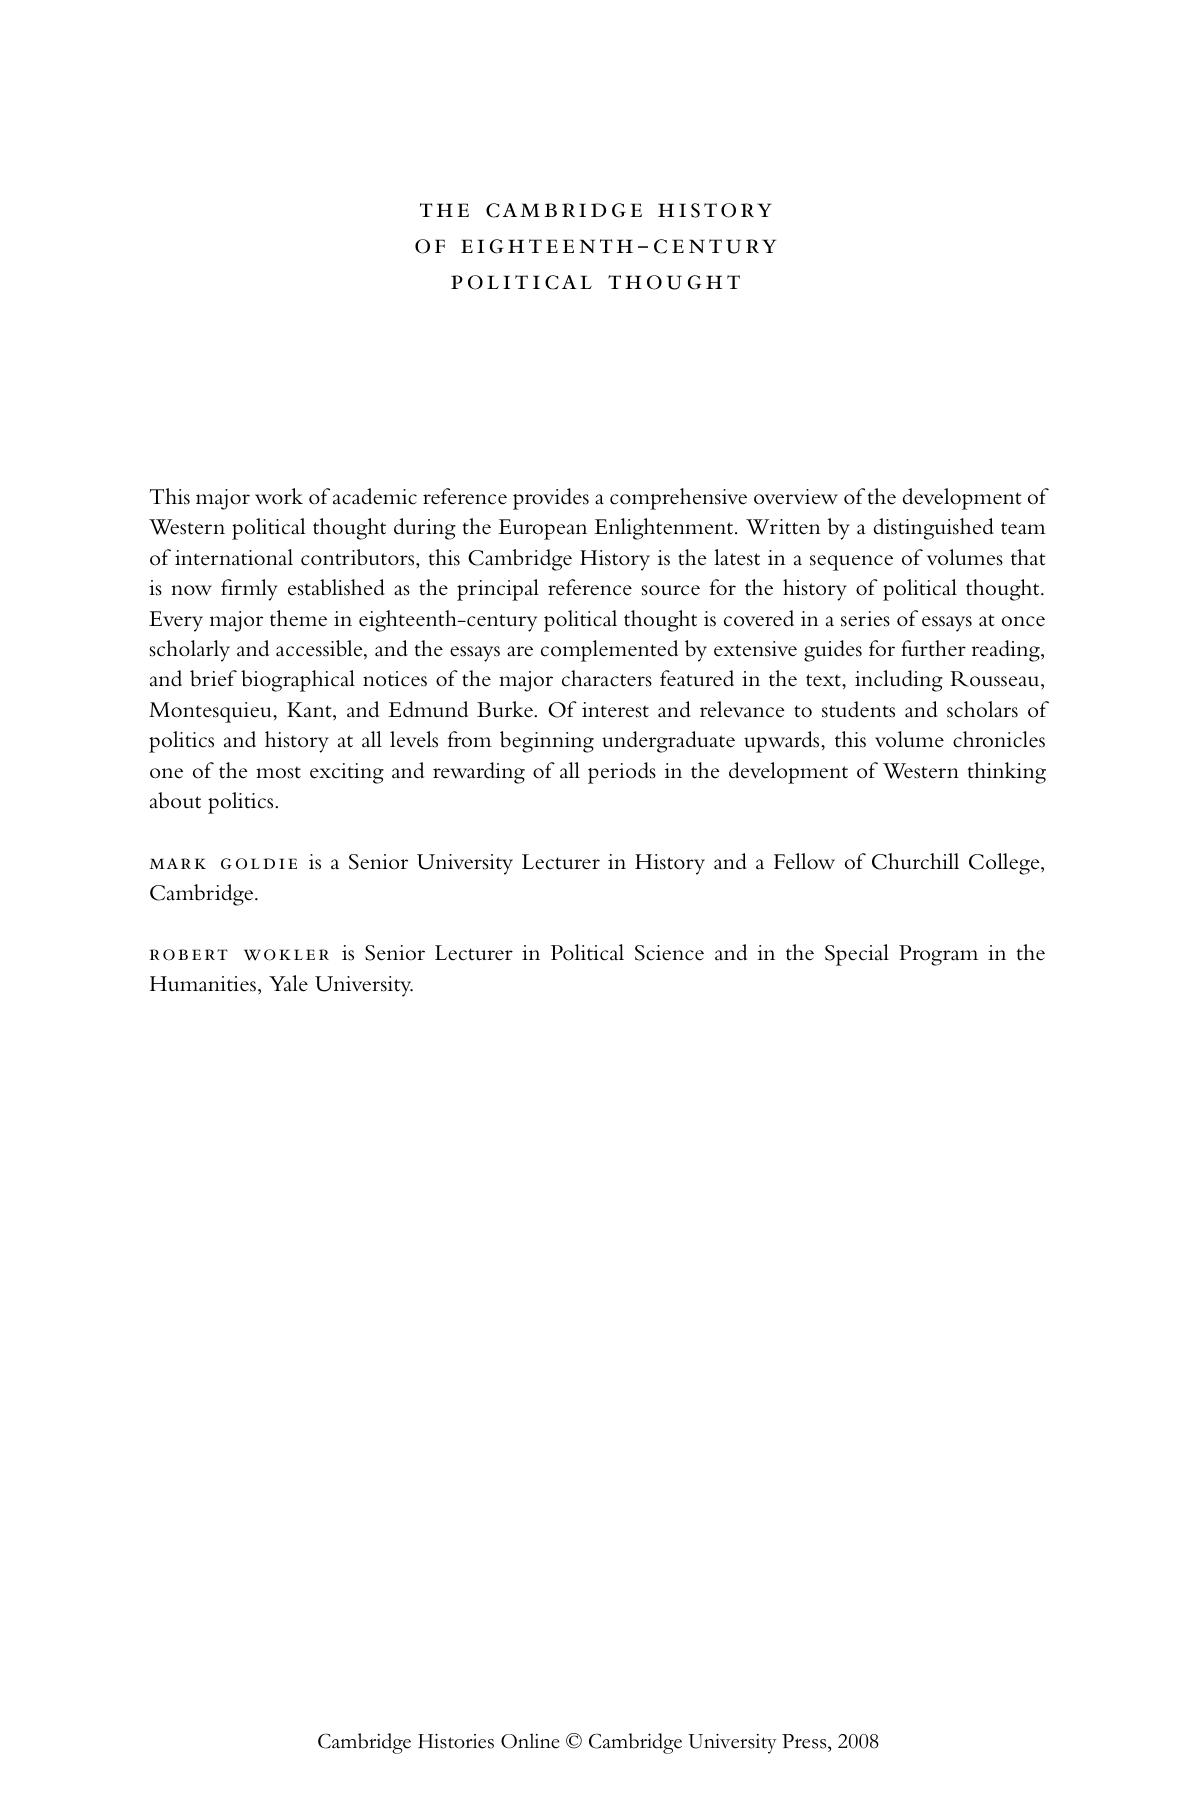 THE CAMBRIDGE HISTORY
OF EIGHTEENTH-CENTURY
POLITICAL THOUGHT
This major work of academic reference provides a comprehensive overview of the development of
Western political thought during the European Enlightenment. Written by a distinguished team
of international contributors, this Cambridge History is the latest in a sequence of volumes that
is now firmly established as the principal reference source for the history of political thought.
Every major theme in eighteenth-century political thought is covered in a series of essays at once
scholarly and accessible, and the essays are complemented by extensive guides for further reading,
and brief biographical notices of the major characters featured in the text, including Rousseau,
Montesquieu, Kant, and Edmund Burke. Of interest and relevance to students and scholars of
politics and history at all levels from beginning undergraduate upwards, this volume chronicles
one of the most exciting and rewarding of all periods in the development of Western thinking
about politics.
MARK GOLDIE is a Senior University Lecturer in History and a Fellow of Churchill College,
Cambridge.
ROBERT WOKLER is Senior Lecturer in Political Science and in the Special Program in the
Humanities, Yale University.
Cambridge Histories Online © Cambridge University Press, 2008